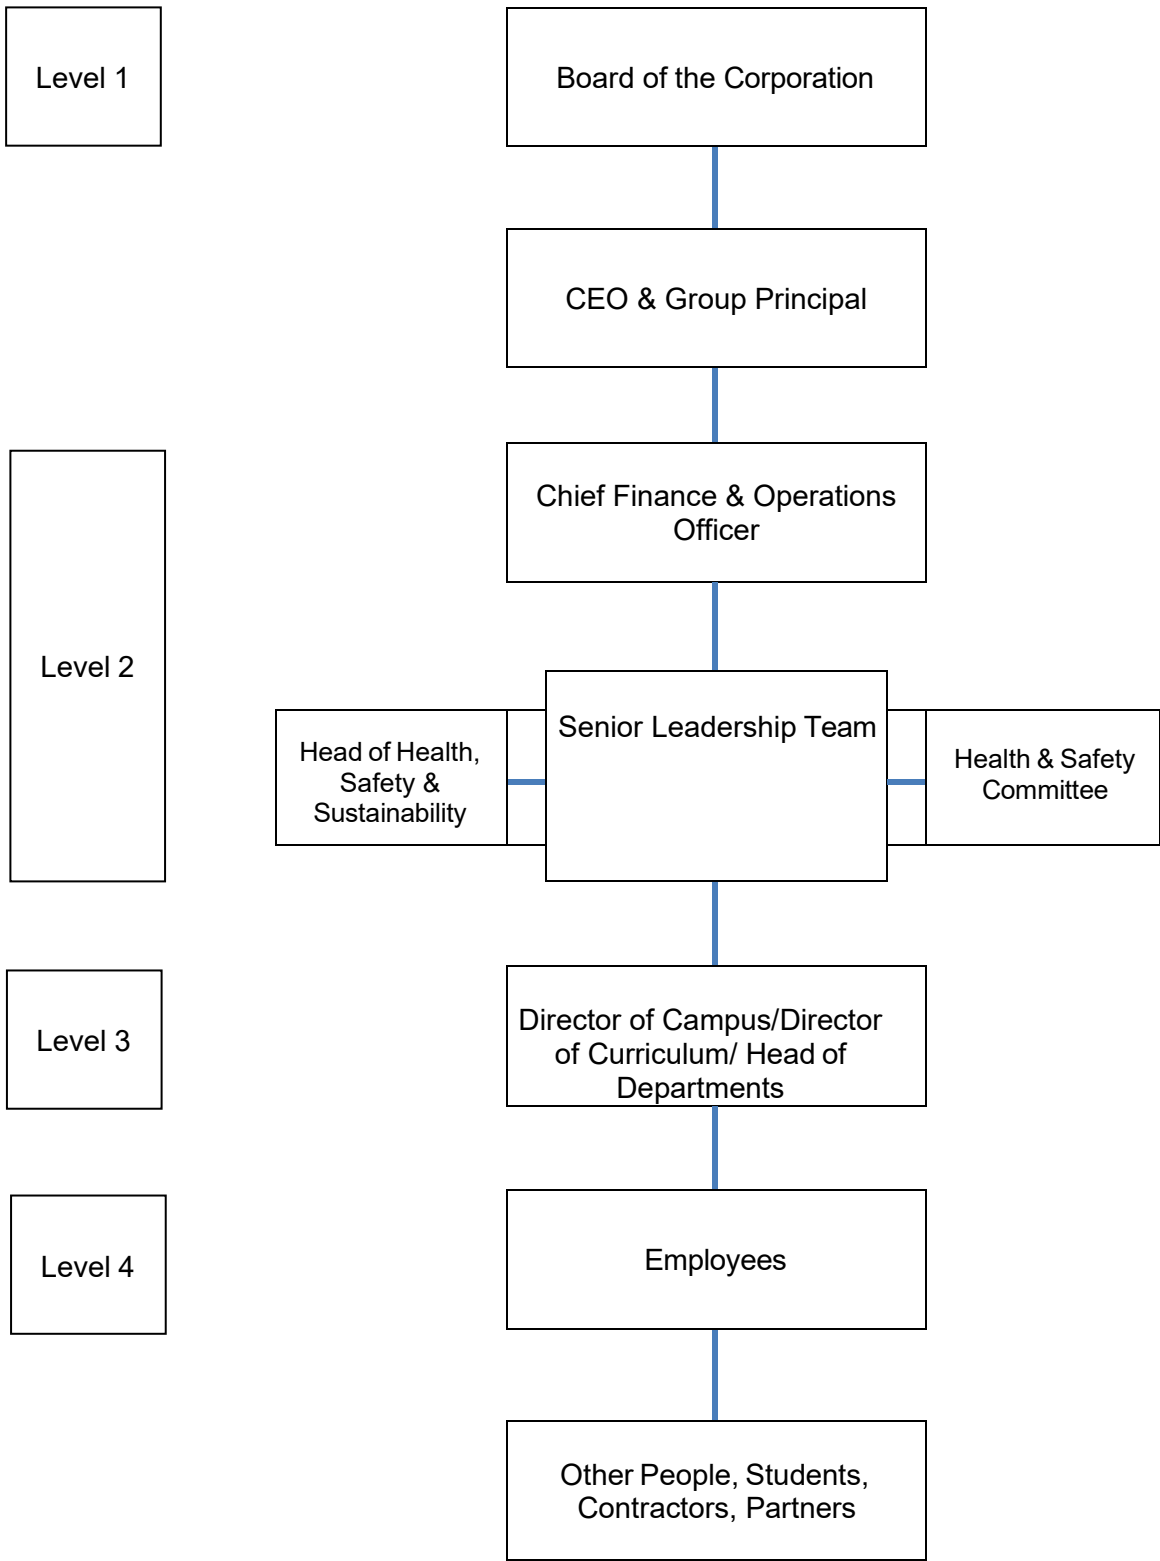 Level 1
Board of the Corporation
CEO & Group Principal
Chief Finance & Operations
Officer
Level 2
Senior Leadership Team
Head of Health,
Safety &
Sustainability
Health & Safety
Committee
Level 3
Director of Campus/Director
of Curriculum/ Head of
Departments
Level 4
Employees
Other People, Students,
Contractors, Partners